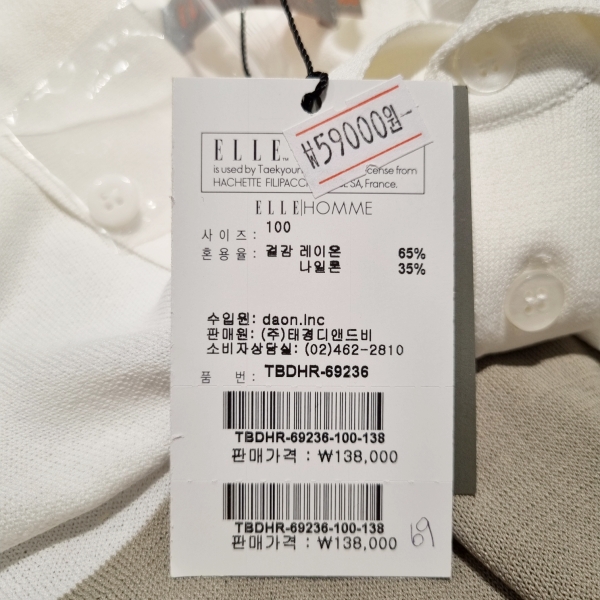 ₩59000원
ELLE™
is used by Taekyoun cense from
HACHETTE FILIPACC SA, France.
ELLE HOMME
사이즈: 100
혼용율: 겉감 레이온 65%
나일론 35%
수입원: daon.Inc
판매원: (주)태경디앤드비
소비자상담실: (02)462-2810
품 번: TBDHR-69236
TBDHR-69236-100-138
판매가격 : ₩138,000
TBDHR-69236-100-138
판매가격 : ₩138,000
69